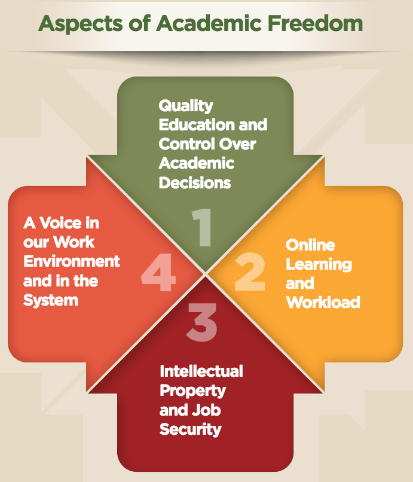 Aspects of Academic Freedom
Quality
Education and
Control Over
Academic
Decisions
1
Online
Learning
and
Workload
2
3
Intellectual
Property
and Job
Security
A Voice in
our Work
Environment
and in the
System
4